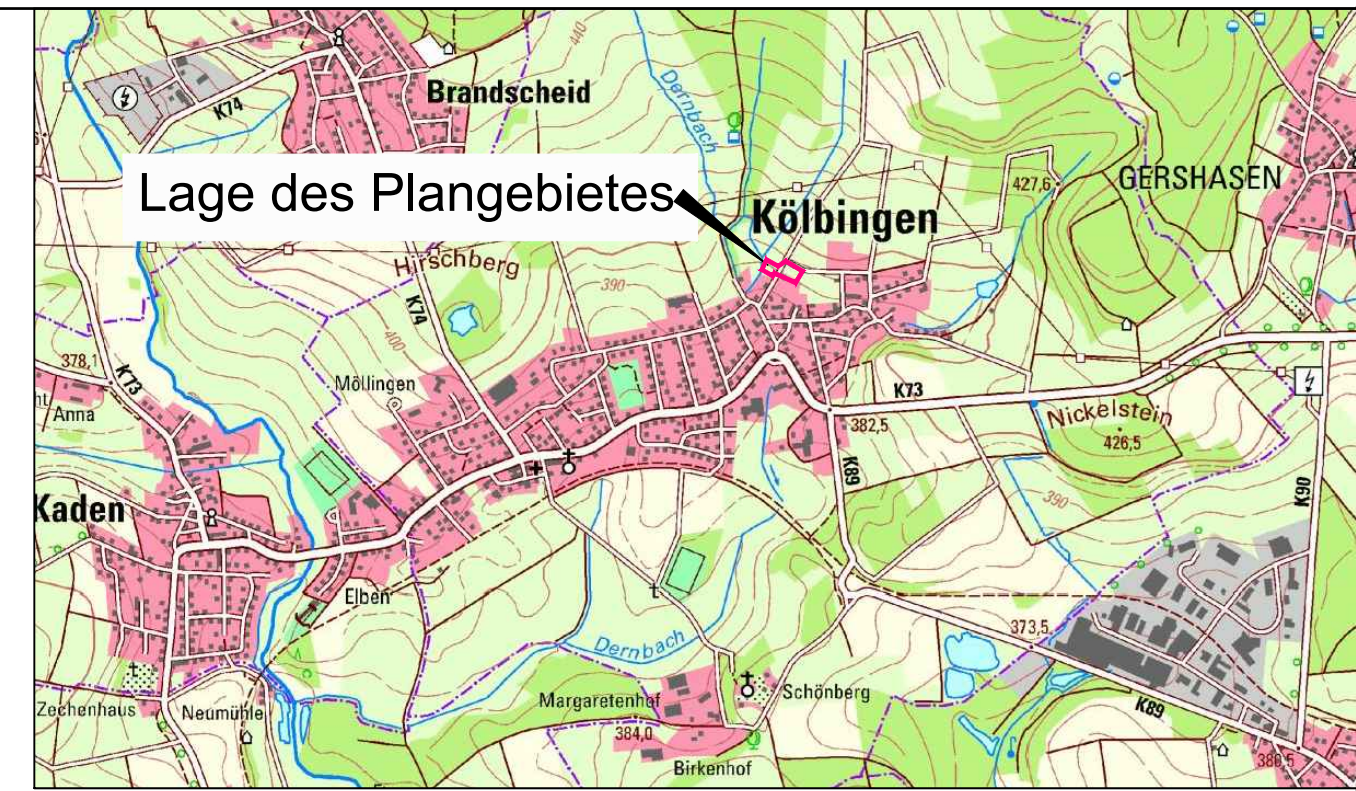 440
Brandscheid
K74
Dernbach
Lage des Plangebietes
Kölbingen
427,6
GERSHASEN
Hirschberg
390
K74
400
378,1
K73
Möllingen
Anna
K73
382,5
Nickelstein
426,5
K89
390
K90
Kaden
Elben
373,5
Dernbach
Margaretenhof
Schönberg
Zechenhaus
Neumühle
384,0
K89
Birkenhof
380,5